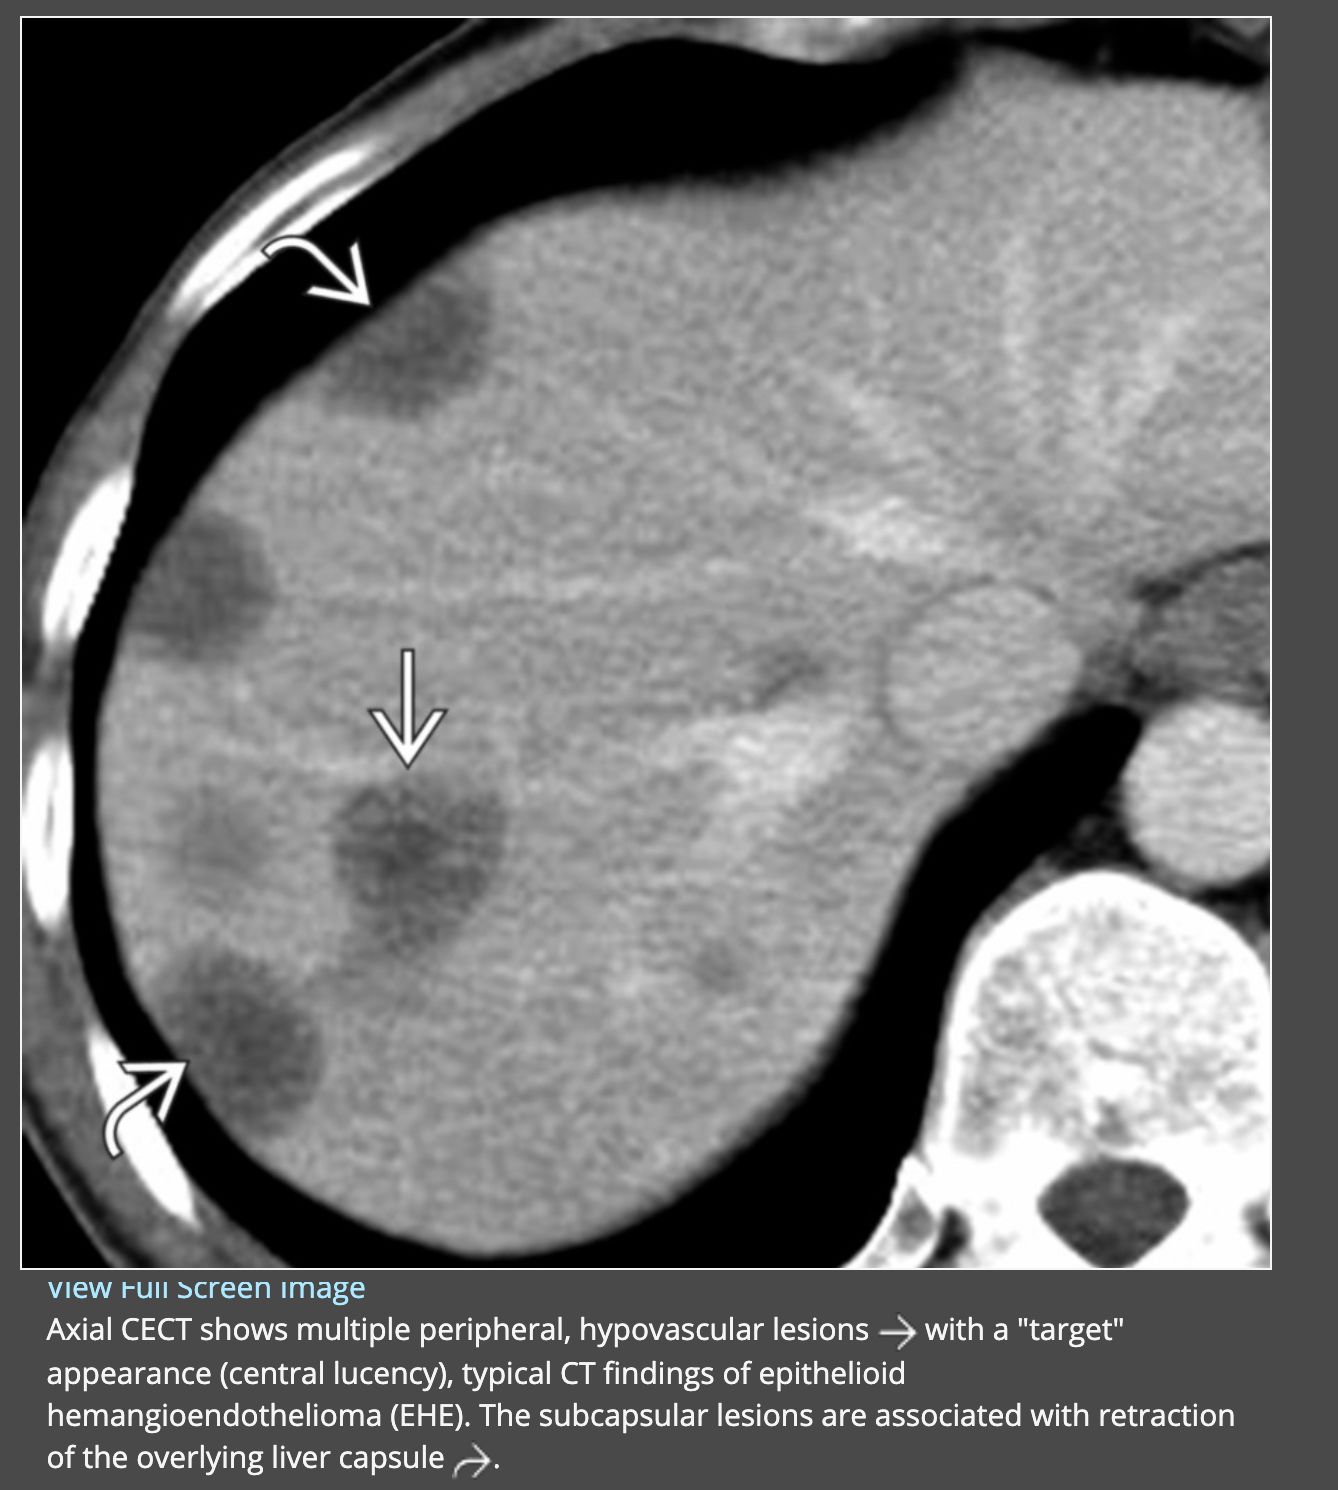 View Full Screen Image
Axial CECT shows multiple peripheral, hypovascular lesions → with a "target"
appearance (central lucency), typical CT findings of epithelioid
hemangioendothelioma (EHE). The subcapsular lesions are associated with retraction
of the overlying liver capsule ↷.